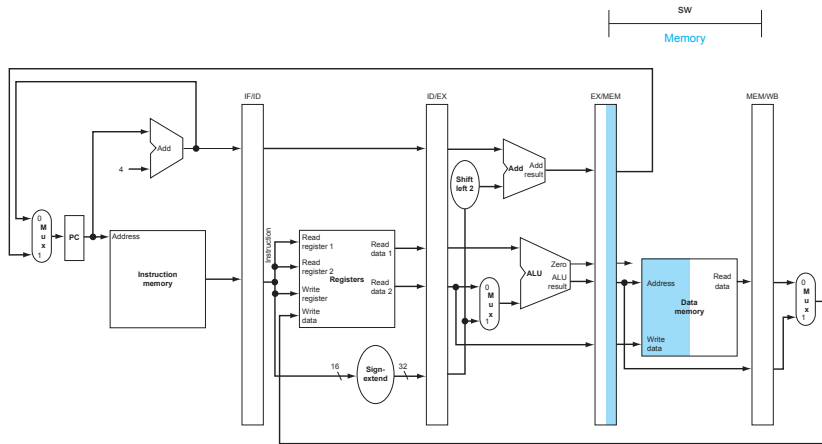 SW
Memory
IF/ID
ID/EX
EX/MEM
MEM/WB
Add
4
Add
Add
result
Shift
left 2
0
M
u
x
1
PC
Address
Instruction
memory
Instruction
Read
register 1
Read
register 2
Write
register
Write
data
Registers
Read
data 1
Read
data 2
16
Sign-
extend
32
0
M
u
x
1
Zero
ALU
ALU
result
Address
Write
data
Data
memory
Read
data
0
M
u
x
1